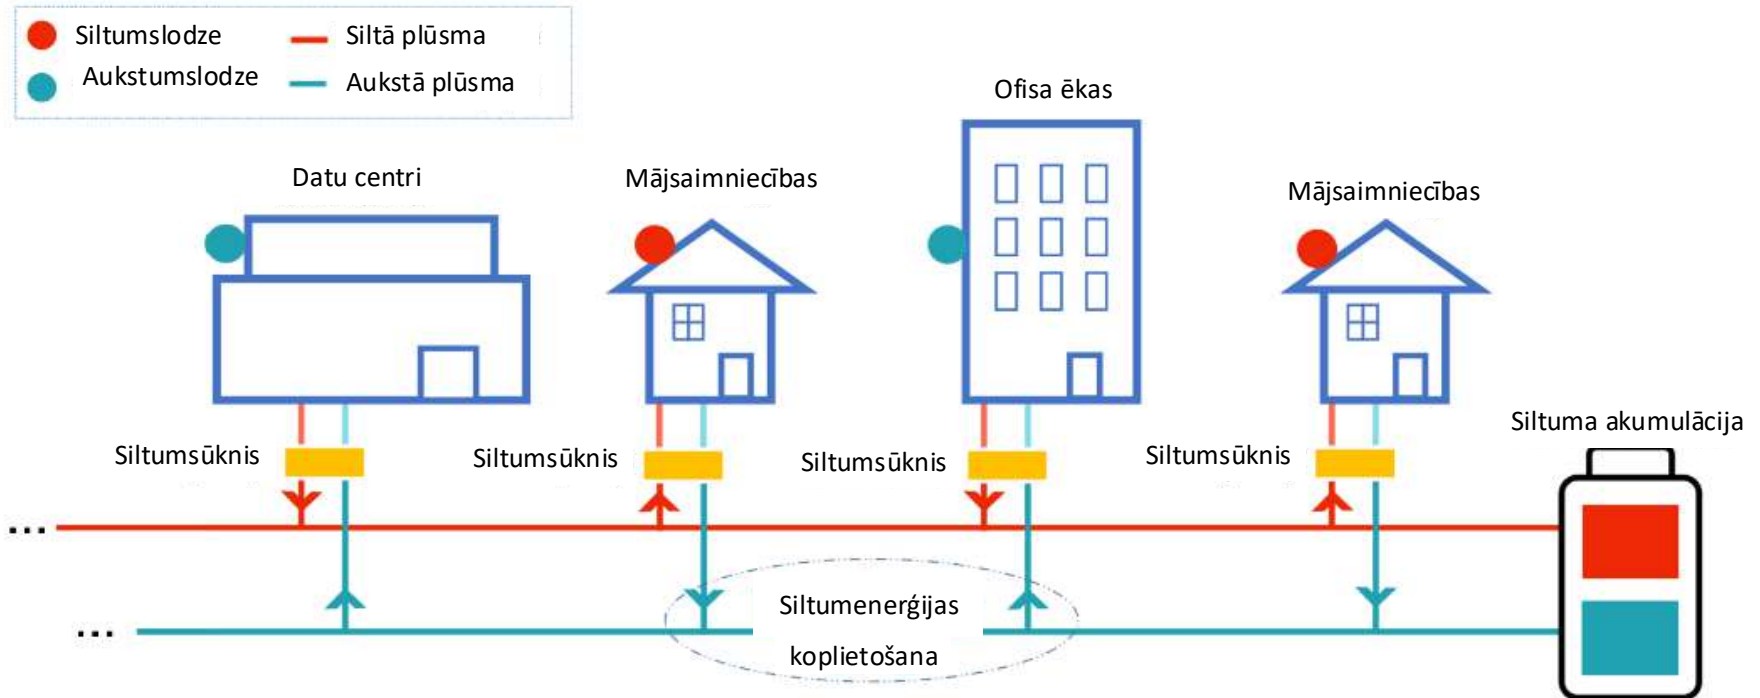 Siltumslodze
Siltā plūsma
Aukstumslodze
Aukstā plūsma
Ofisa ēkas
Datu centri
Mājsaimniecības
Mājsaimniecības
Siltuma akumulācija
Siltumsūknis
Siltumsūknis
Siltumsūknis
Siltumsūknis
...
Siltumenerģijas
...
koplietošana